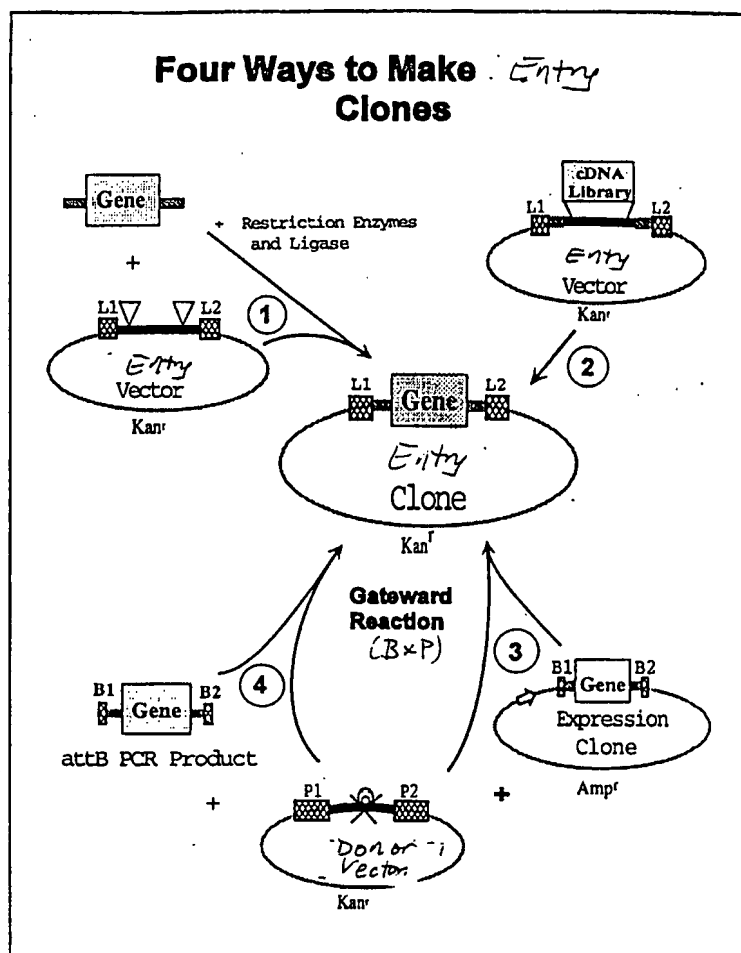 Four Ways to Make Entry
Clones
Gene
+ Restriction Enzymes
and Ligase
+
L1
L2
Entry
Vector
Kanʳ
1
cDNA
Library
L1
L2
Entry
Vector
Kanʳ
2
L1
Gene
L2
Entry
Clone
Kanʳ
Gateward
Reaction
(B×P)
4
3
B1
Gene
B2
attB PCR Product
+
P1
P2
Donor
Vector
Kanʳ
+
B1
Gene
B2
Expression
Clone
Ampʳ